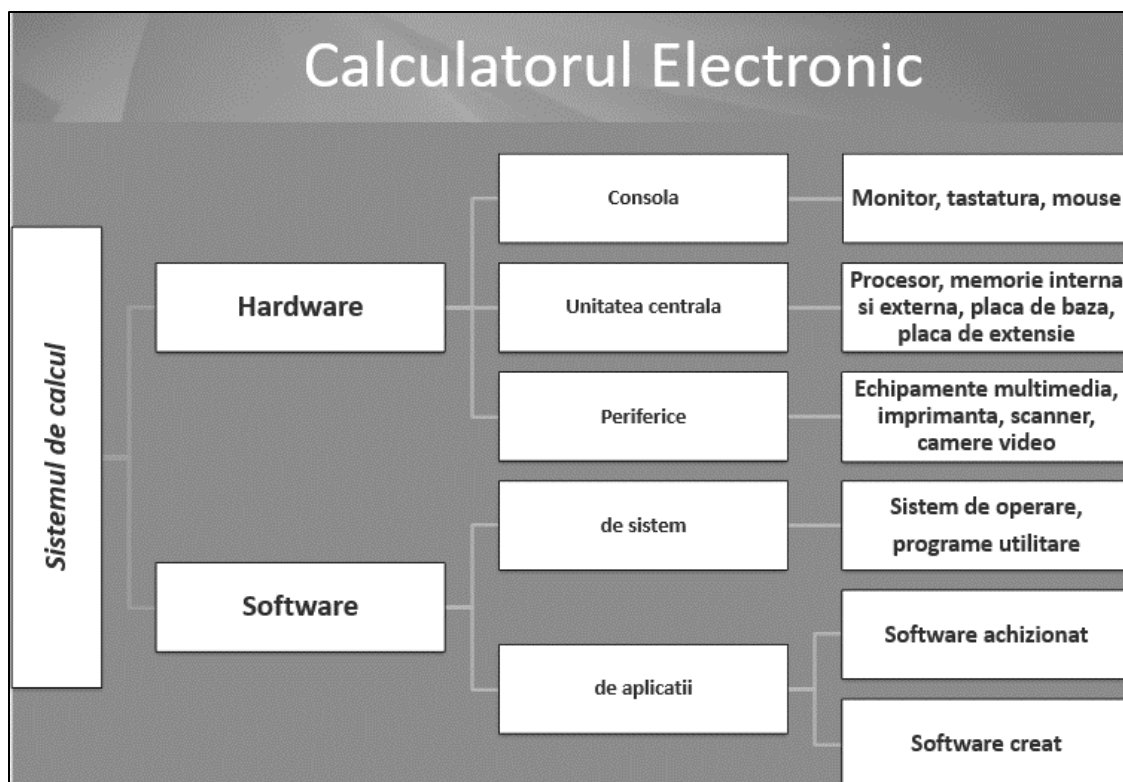 Calculatorul Electronic
Sistemul de calcul
Hardware
Consola
Monitor, tastatura, mouse
Unitatea centrala
Procesor, memorie interna
si externa, placa de baza,
placa de extensie
Periferice
Echipamente multimedia,
imprimanta, scanner,
camere video
Software
de sistem
Sistem de operare,
programe utilitare
de aplicatii
Software achizionat
Software creat